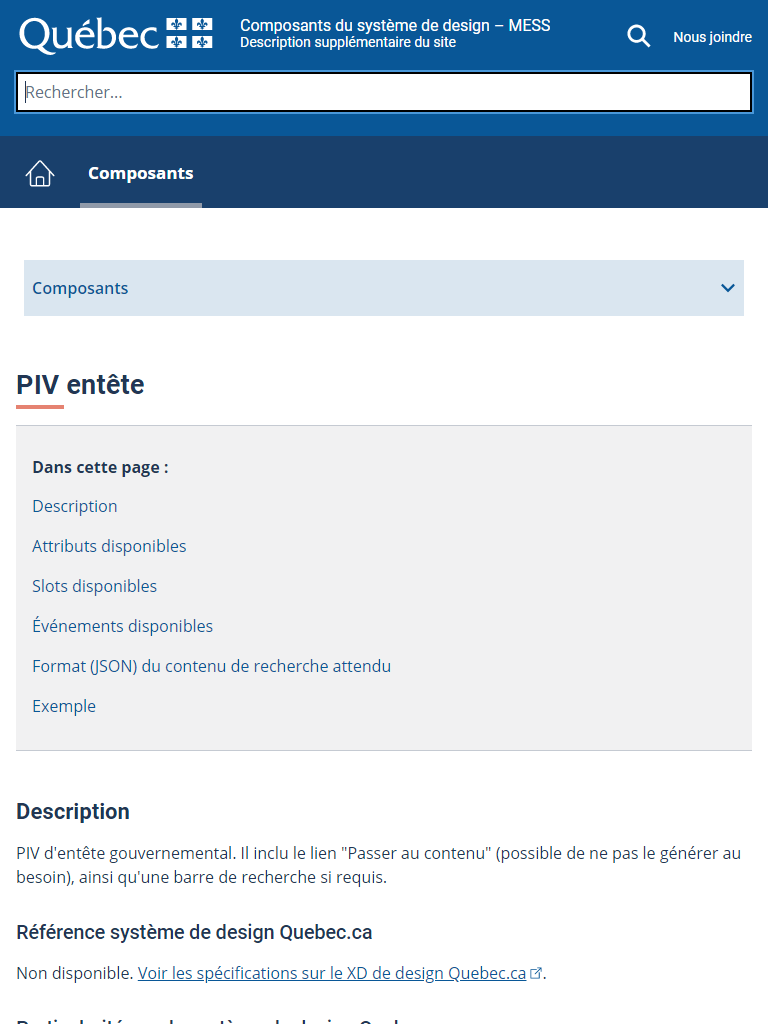 Québec
Composants du système de design – MESS
Description supplémentaire du site
Nous joindre
Rechercher...
Composants
Composants
PIV entête
Dans cette page :
Description
Attributs disponibles
Slots disponibles
Événements disponibles
Format (JSON) du contenu de recherche attendu
Exemple
Description
PIV d'entête gouvernemental. Il inclu le lien "Passer au contenu" (possible de ne pas le générer au
besoin), ainsi qu'une barre de recherche si requis.
Référence système de design Quebec.ca
Non disponible. Voir les spécifications sur le XD de design Quebec.ca.